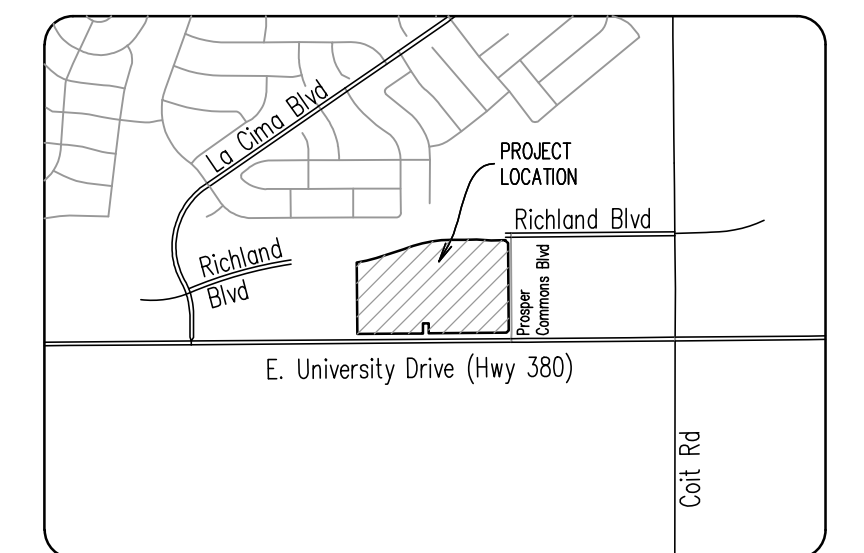 La Cima Blvd
PROJECT
LOCATION
Richland Blvd
Richland
Blvd
Prosper
Commons Blvd
E. University Drive (Hwy 380)
Coit Rd